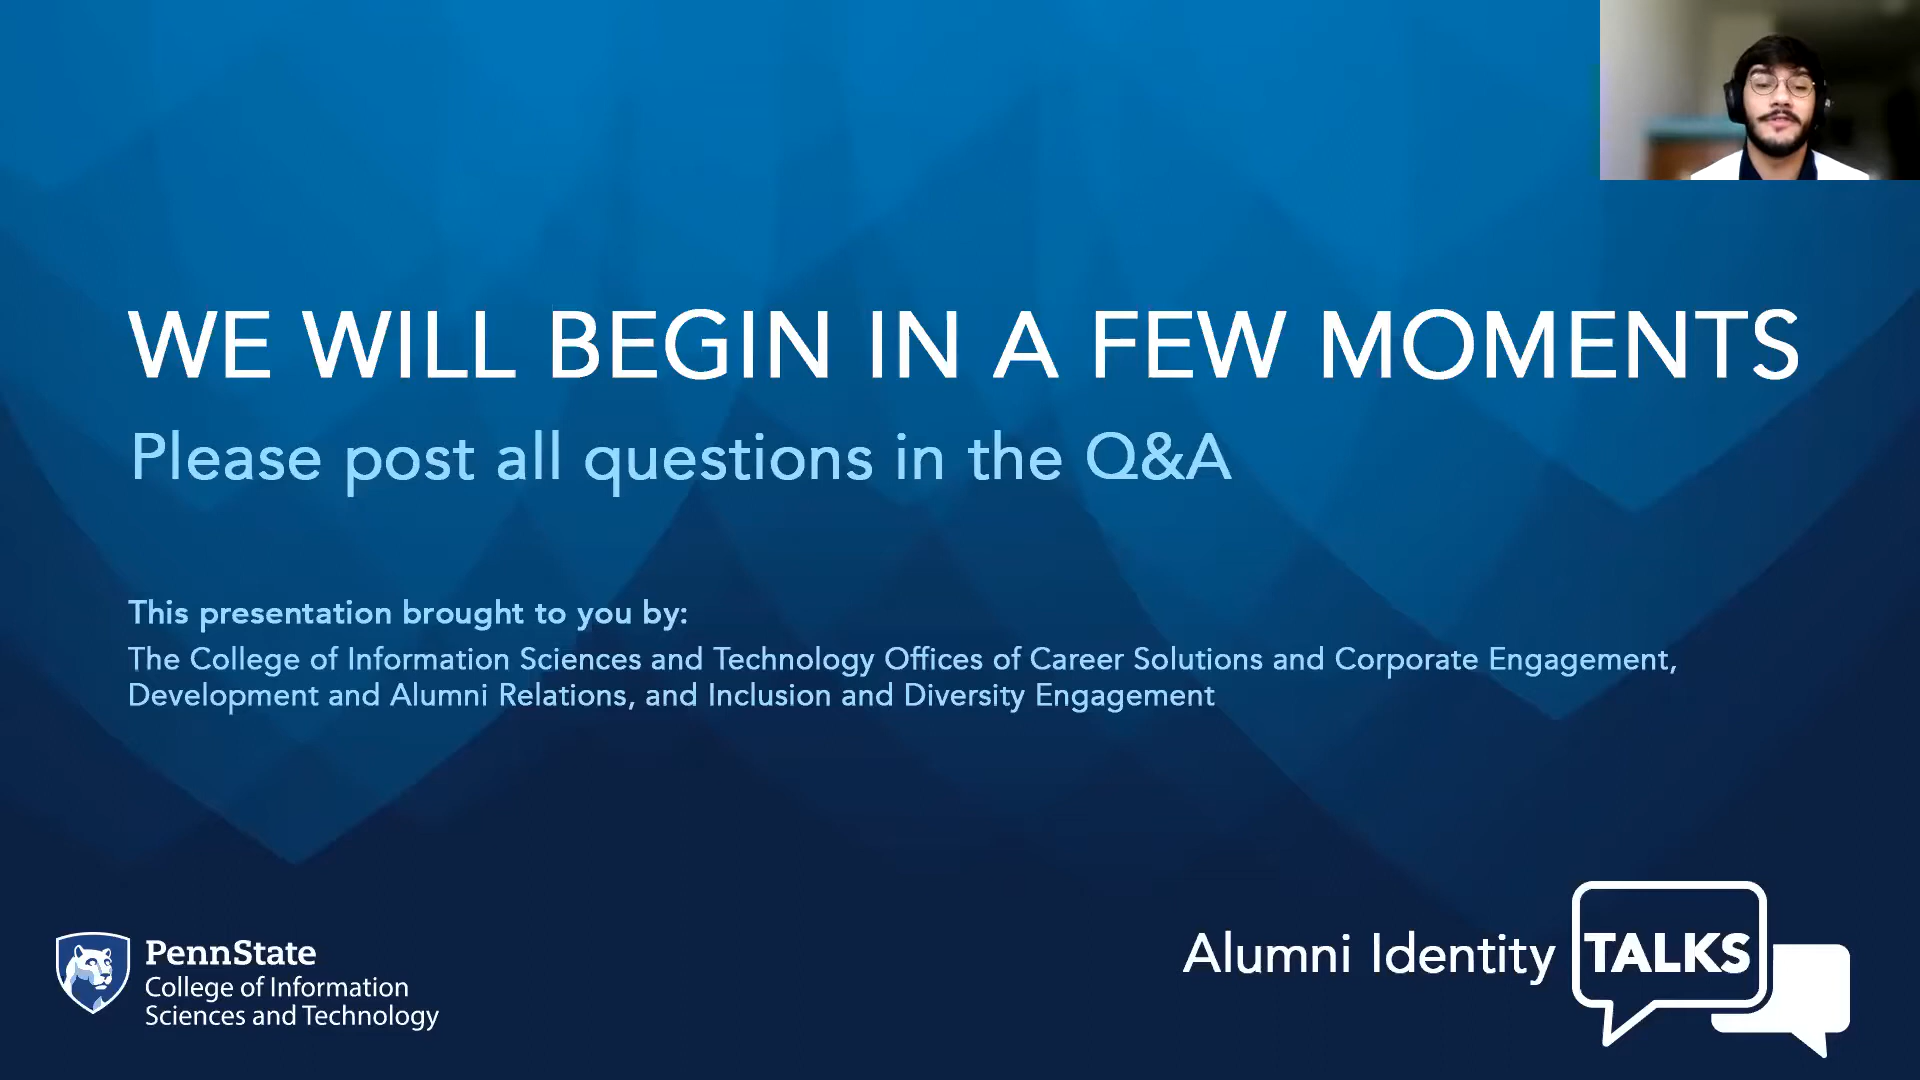 WE WILL BEGIN IN A FEW MOMENTS
Please post all questions in the Q&A
This presentation brought to you by:
The College of Information Sciences and Technology Offices of Career Solutions and Corporate Engagement,
Development and Alumni Relations, and Inclusion and Diversity Engagement
PennState
College of Information
Sciences and Technology
Alumni Identity TALKS